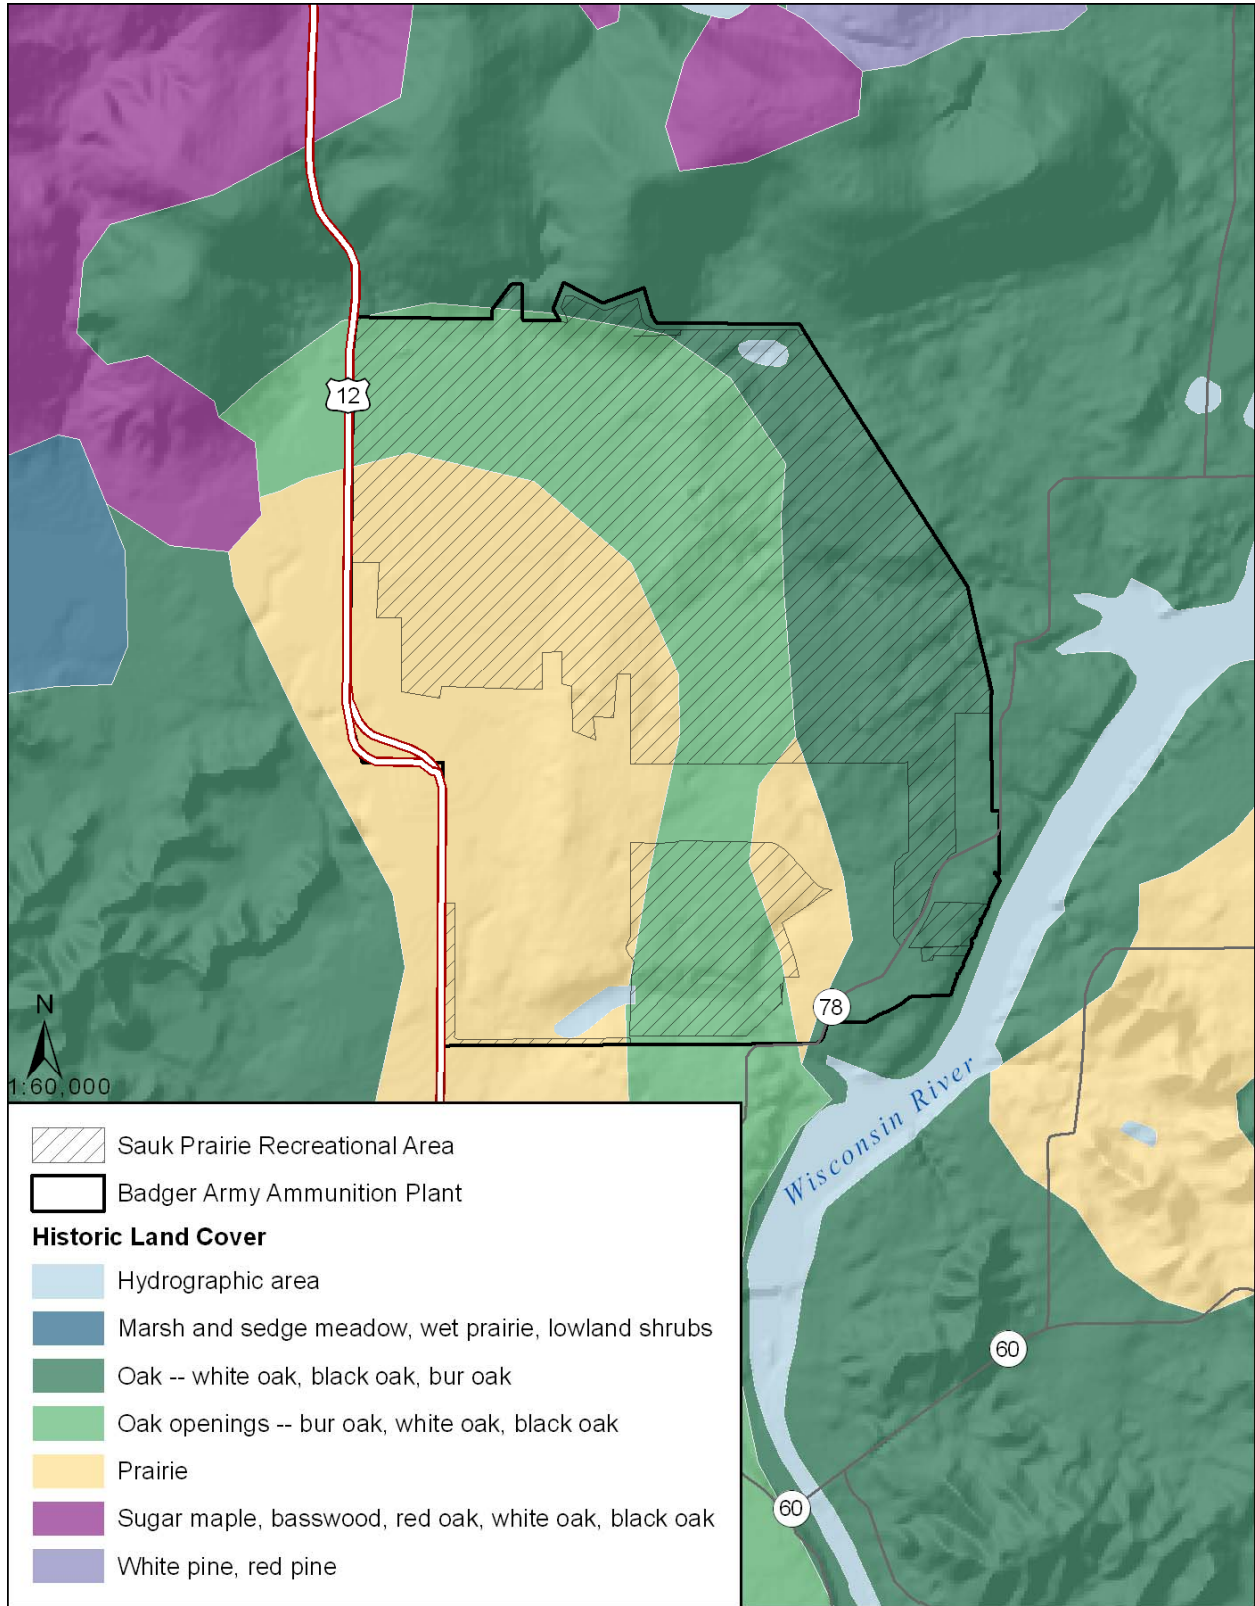 12
78
N
1:60,000
Wisconsin River
60
60
Sauk Prairie Recreational Area
Badger Army Ammunition Plant
Historic Land Cover
Hydrographic area
Marsh and sedge meadow, wet prairie, lowland shrubs
Oak -- white oak, black oak, bur oak
Oak openings -- bur oak, white oak, black oak
Prairie
Sugar maple, basswood, red oak, white oak, black oak
White pine, red pine